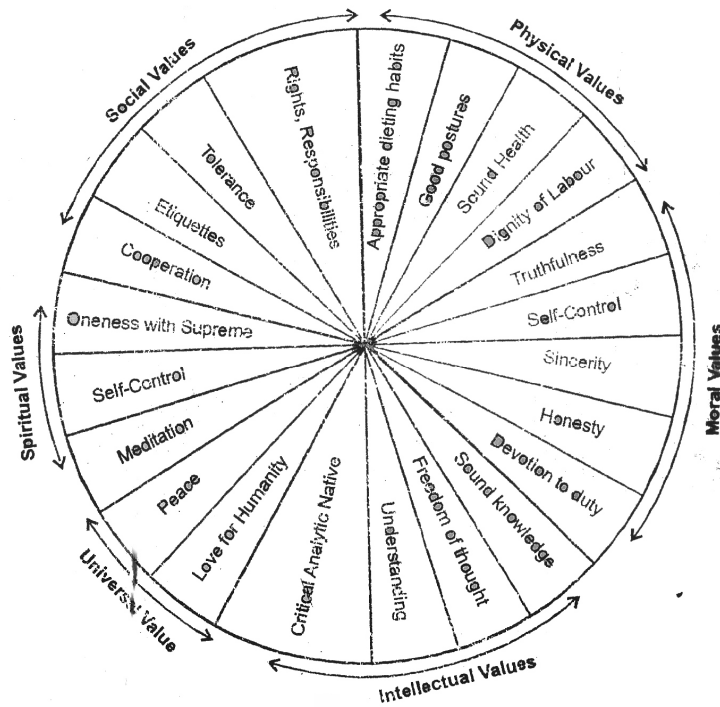 Physical Values
Appropriate dieting habits
Good postures
Sound Health
Dignity of Labour
Moral Values
Truthfulness
Self-Control
Sincerity
Honesty
Devotion to duty
Intellectual Values
Sound knowledge
Freedom of thought
Understanding
Critical Analytic Native
Universal Value
Love for Humanity
Peace
Spiritual Values
Meditation
Self-Control
Oneness with Supreme
Social Values
Cooperation
Etiquettes
Tolerance
Rights, Responsibilities